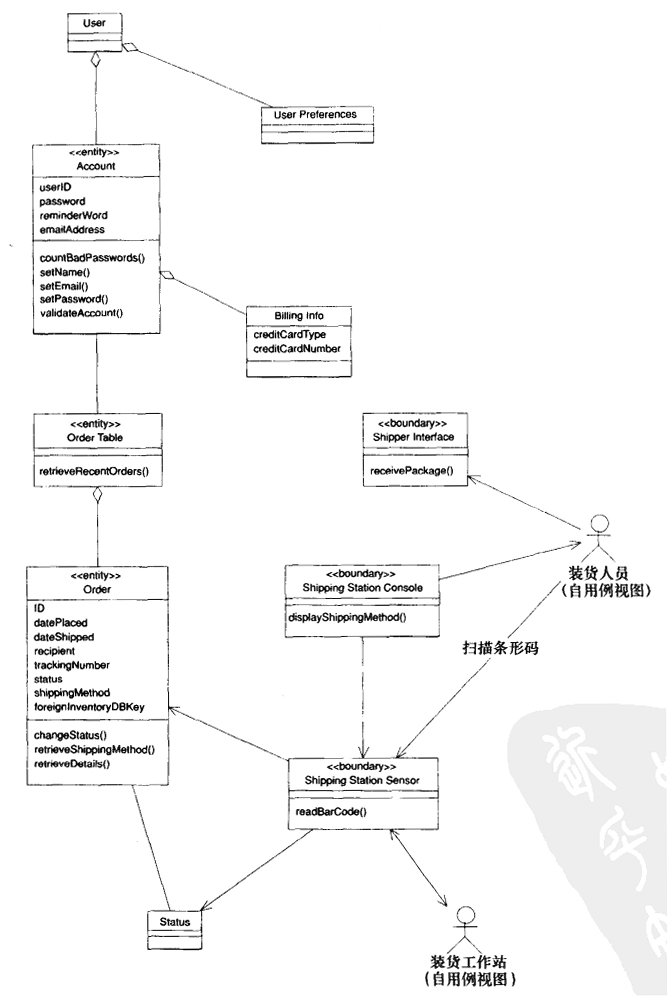 User
User Preferences
<<entity>>
Account
userID
password
reminderWord
emailAddress
countBadPasswords()
setName()
setEmail()
setPassword()
validateAccount()
Billing Info
creditCardType
creditCardNumber
<<entity>>
Order Table
retrieveRecentOrders()
<<boundary>>
Shipper Interface
receivePackage()
<<entity>>
Order
ID
datePlaced
dateShipped
recipient
trackingNumber
status
shippingMethod
foreignInventoryDBKey
changeStatus()
retrieveShippingMethod()
retrieveDetails()
<<boundary>>
Shipping Station Console
displayShippingMethod()
装货人员
(自用例视图)
扫描条形码
<<boundary>>
Shipping Station Sensor
readBarCode()
Status
装货工作站
(自用例视图)